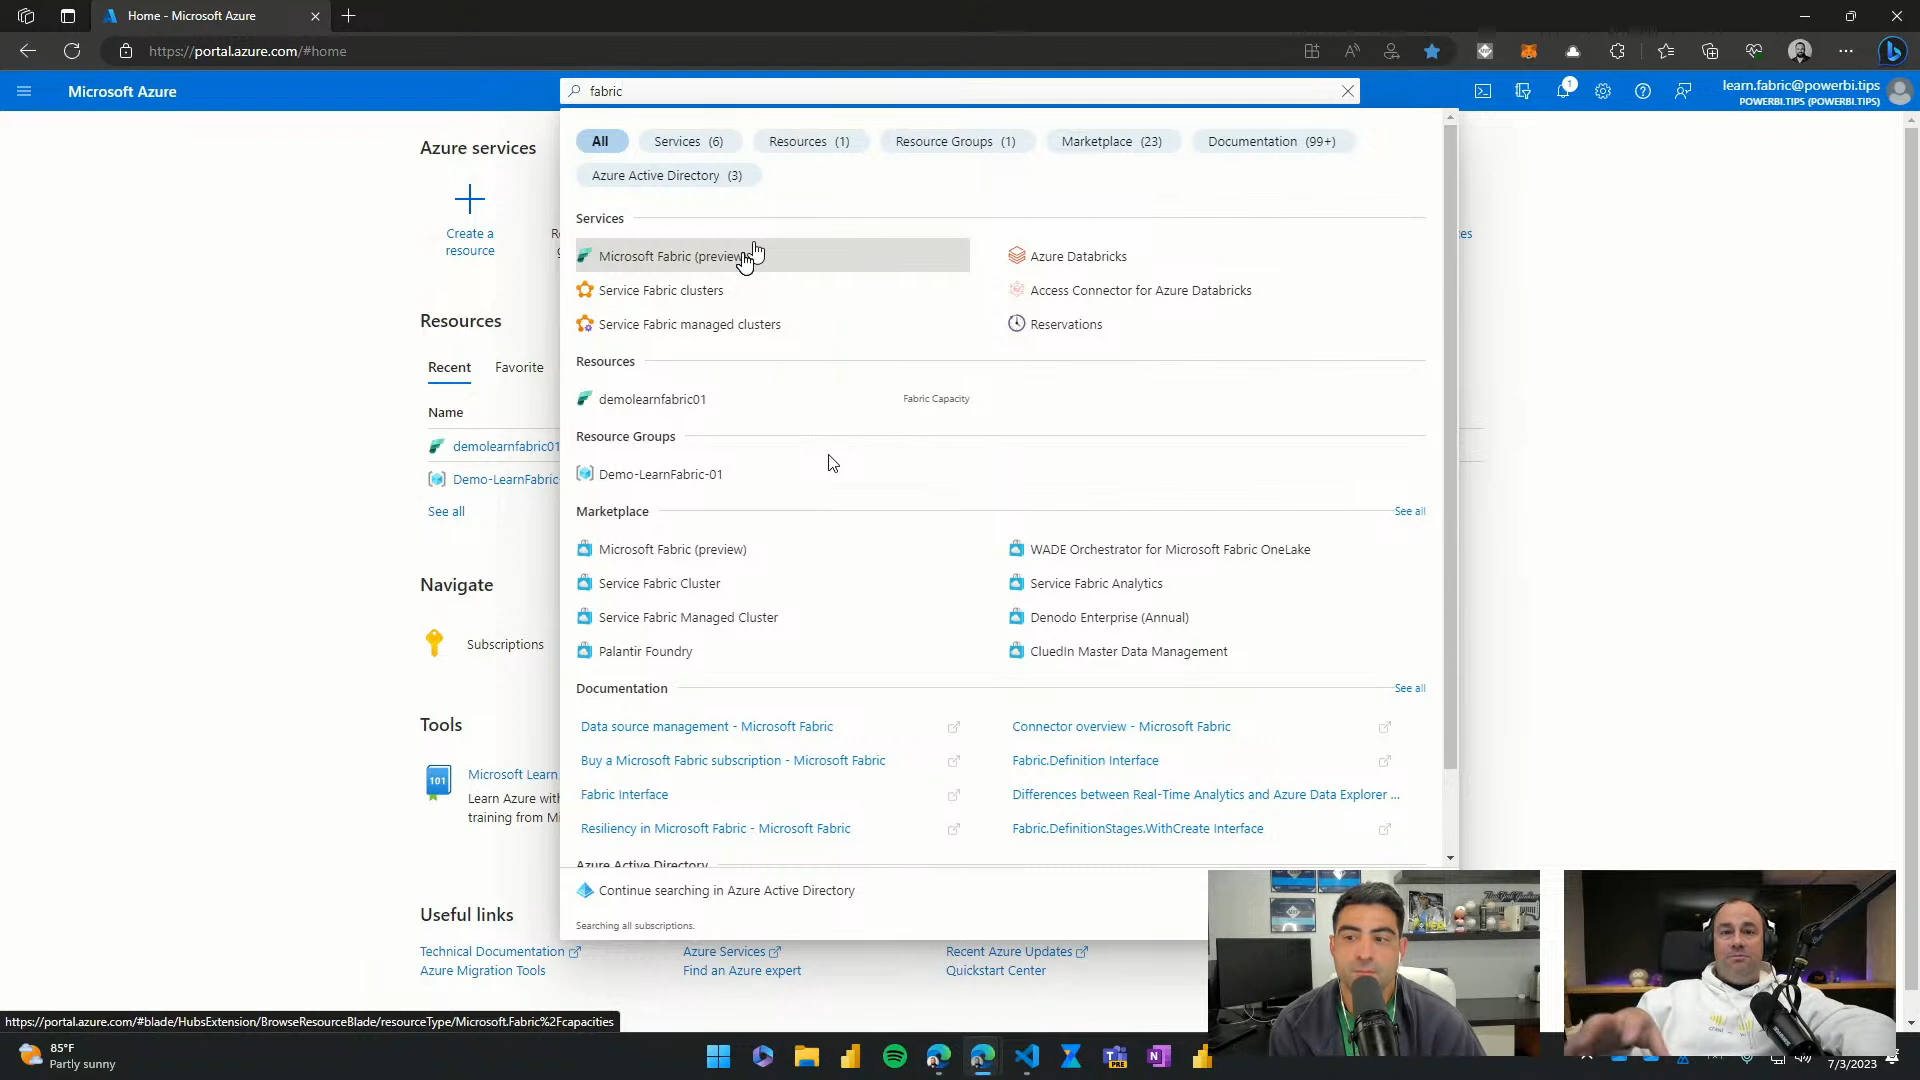 Home - Microsoft Azure
https://portal.azure.com/#home
Microsoft Azure
fabric
1
learn.fabric@powerbi.tips
POWERBI.TIPS (POWERBI.TIPS)
All
Services (6)
Resources (1)
Resource Groups (1)
Marketplace (23)
Documentation (99+)
Azure Active Directory (3)
Azure services
Create a
resource
Services
Microsoft Fabric (preview
Azure Databricks
Service Fabric clusters
Access Connector for Azure Databricks
Service Fabric managed clusters
Reservations
Resources
Recent
Favorite
Name
demolearnfabric01
Demo-LearnFabric-
See all
Resources
demolearnfabric01
Fabric Capacity
Resource Groups
Demo-LearnFabric-01
Marketplace
See all
Microsoft Fabric (preview)
WADE Orchestrator for Microsoft Fabric OneLake
Service Fabric Cluster
Service Fabric Analytics
Service Fabric Managed Cluster
Denodo Enterprise (Annual)
Palantir Foundry
CluedIn Master Data Management
Navigate
Subscriptions
Documentation
See all
Data source management - Microsoft Fabric
Connector overview - Microsoft Fabric
Buy a Microsoft Fabric subscription - Microsoft Fabric
Fabric.Definition Interface
Fabric Interface
Differences between Real-Time Analytics and Azure Data Explorer ...
Resiliency in Microsoft Fabric - Microsoft Fabric
Fabric.DefinitionStages.WithCreate Interface
Azure Active Directory
Continue searching in Azure Active Directory
Searching all subscriptions.
Tools
101
Microsoft Learn
Learn Azure with
training from Mi
Useful links
Technical Documentation
Azure Services
Recent Azure Updates
Azure Migration Tools
Find an Azure expert
Quickstart Center
https://portal.azure.com/#blade/HubsExtension/BrowseResourceBlade/resourceType/Microsoft.Fabric%2Fcapacities
85°F
Partly sunny
PRE
7/3/2023